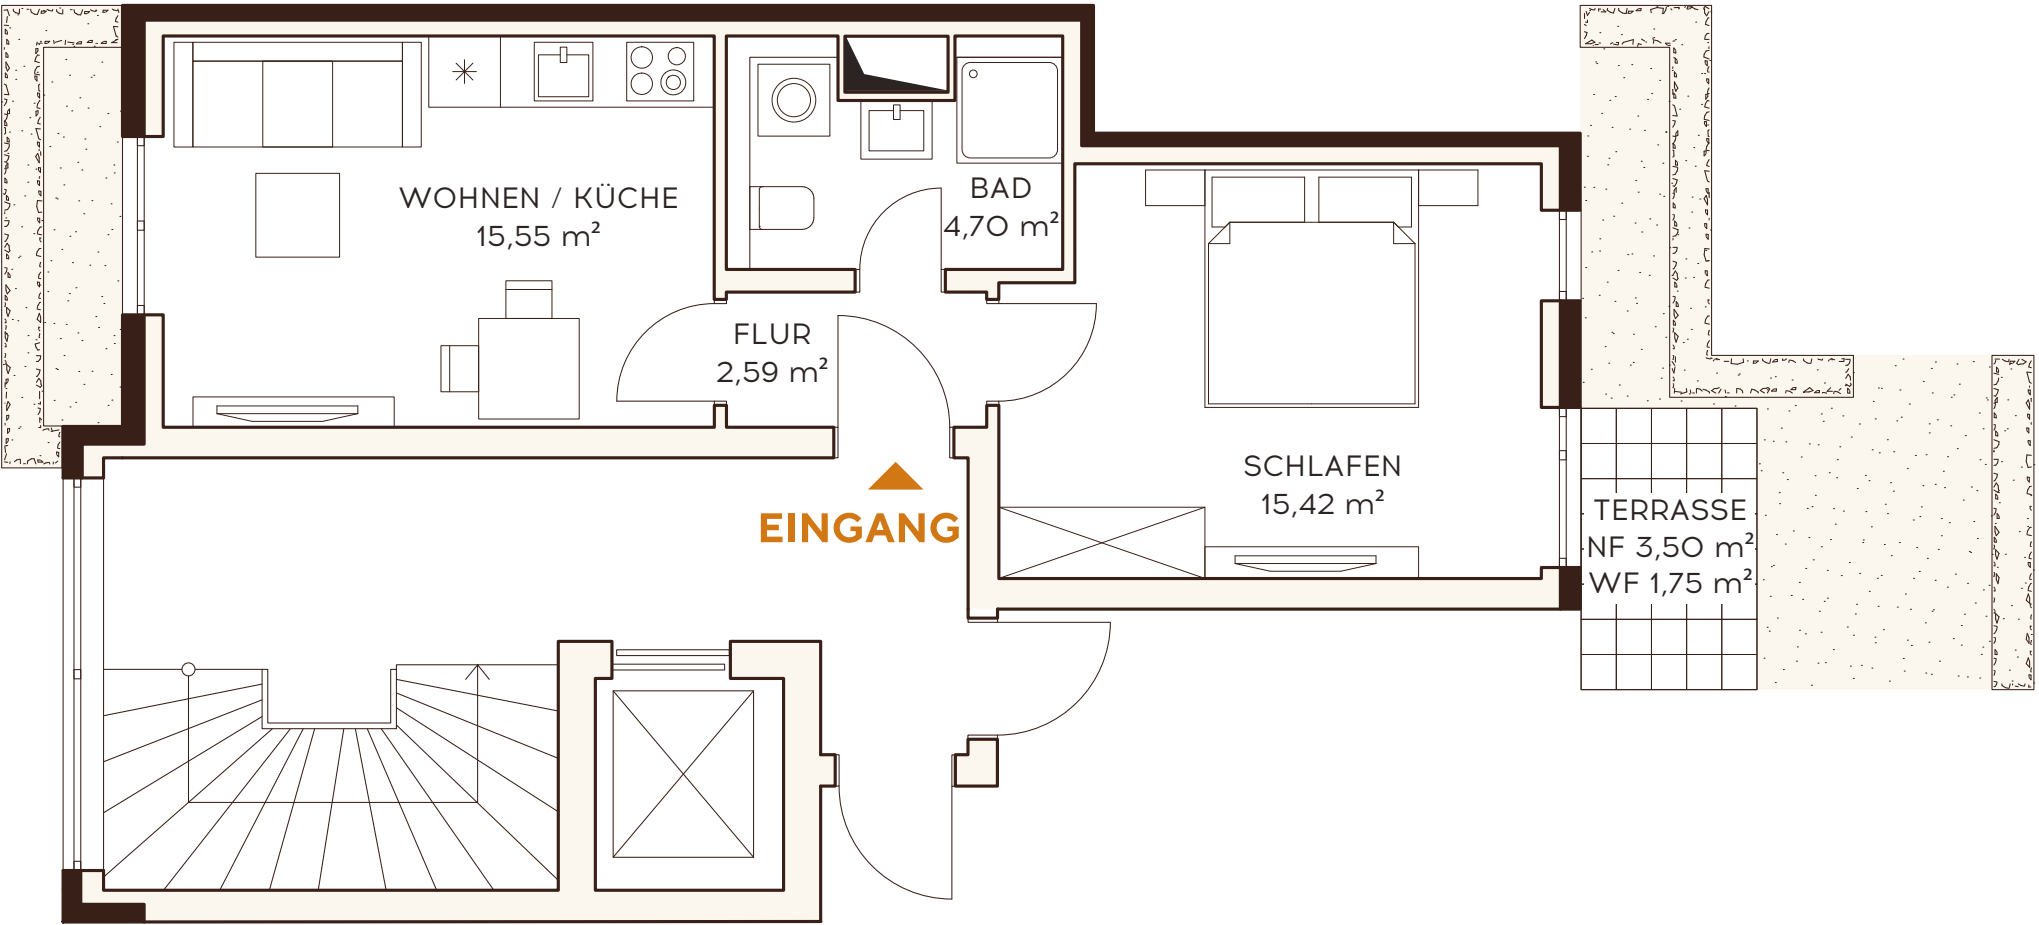 WOHNEN / KÜCHE
15,55 m²
BAD
4,70 m²
FLUR
2,59 m²
SCHLAFEN
15,42 m²
EINGANG
TERRASSE
NF 3,50 m²
WF 1,75 m²